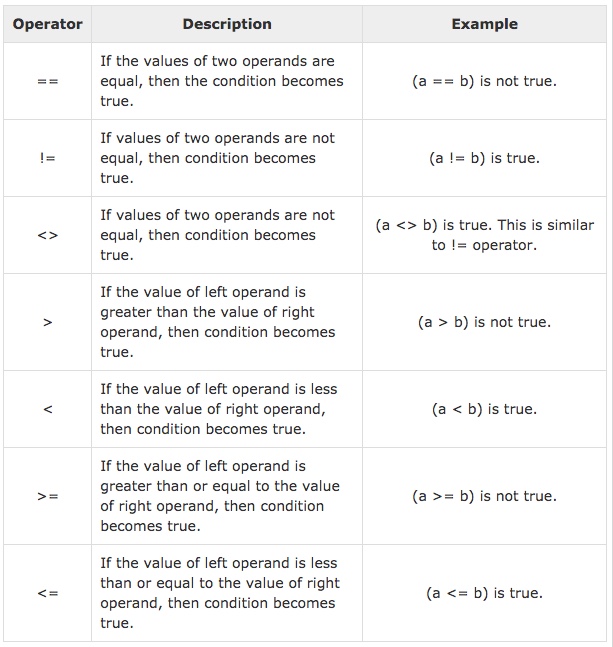 Operator Description Example
== If the values of two operands are equal, then the condition becomes true. (a == b) is not true.
!= If values of two operands are not equal, then condition becomes true. (a != b) is true.
<> If values of two operands are not equal, then condition becomes true. (a <> b) is true. This is similar to != operator.
> If the value of left operand is greater than the value of right operand, then condition becomes true. (a > b) is not true.
< If the value of left operand is less than the value of right operand, then condition becomes true. (a < b) is true.
>= If the value of left operand is greater than or equal to the value of right operand, then condition becomes true. (a >= b) is not true.
<= If the value of left operand is less than or equal to the value of right operand, then condition becomes true. (a <= b) is true.